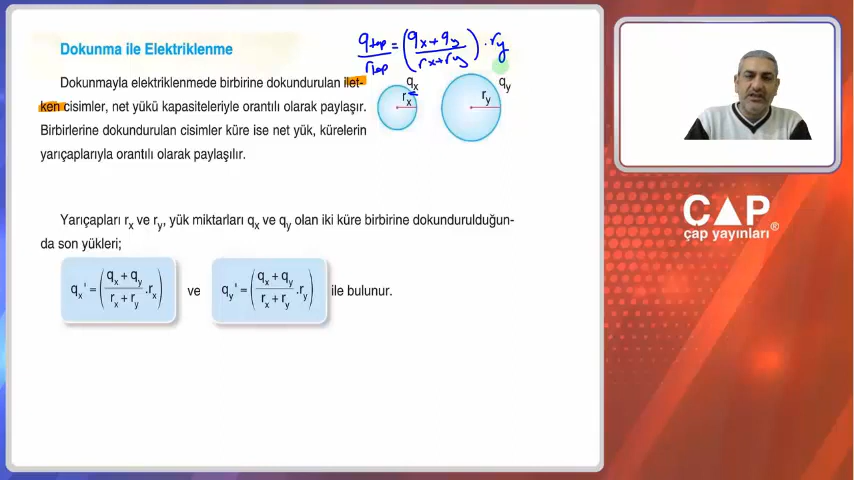 Dokunma ile Elektriklenme
q_top / r_top = ( q_x + q_y / r_x + r_y ) . r_y
Dokunmayla elektriklenmede birbirine dokundurulan ilet-
ken cisimler, net yükü kapasiteleriyle orantılı olarak paylaşır.
Birbirlerine dokundurulan cisimler küre ise net yük, kürelerin
yarıçaplarıyla orantılı olarak paylaşılır.
q_x
r_x
q_y
r_y
Yarıçapları r_x ve r_y, yük miktarları q_x ve q_y olan iki küre birbirine dokundurulduğun-
da son yükleri;
q_x' = ( q_x + q_y / r_x + r_y . r_x ) ve q_y' = ( q_x + q_y / r_x + r_y . r_y ) ile bulunur.
ÇAP
çap yayınları®